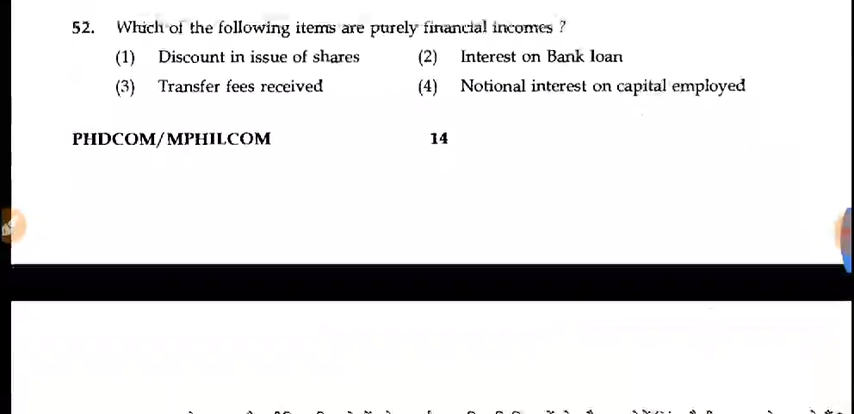 52. Which of the following items are purely financial incomes ?
(1) Discount in issue of shares (2) Interest on Bank loan
(3) Transfer fees received (4) Notional interest on capital employed
PHDCOM/MPHILCOM 14